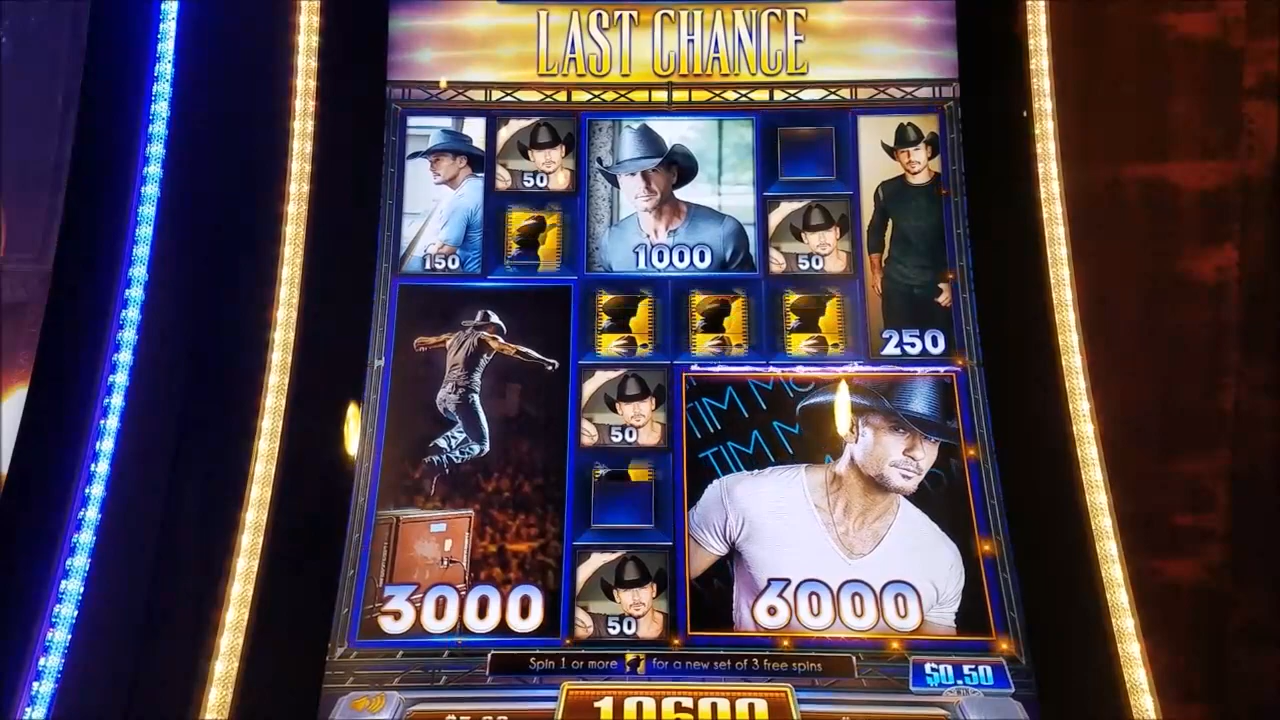 LAST CHANCE
50
150
1000
50
250
TIM MC
TIM M
50
3000
6000
50
Spin 1 or more for a new set of 3 free spins
$0.50
10600